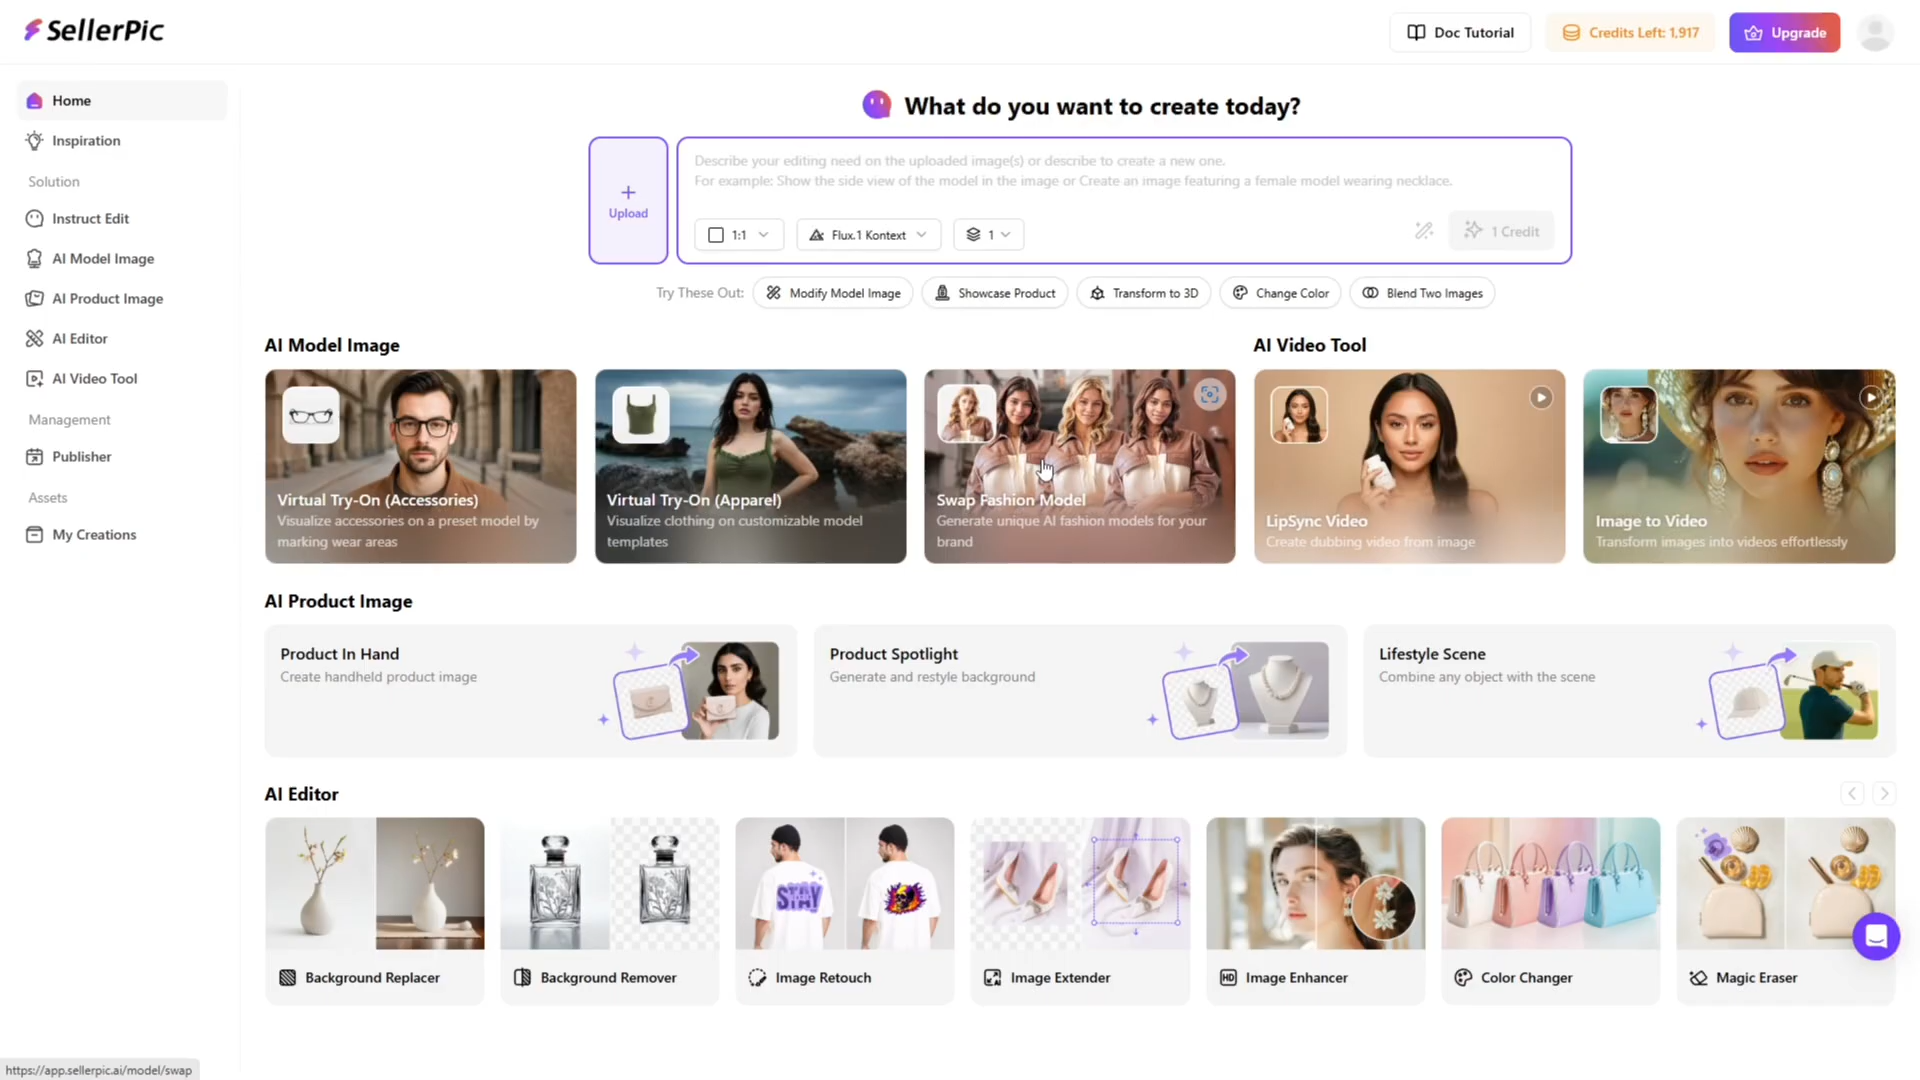 SellerPic
Doc Tutorial
Credits Left: 1,917
Upgrade
Home
Inspiration
Solution
Instruct Edit
AI Model Image
AI Product Image
AI Editor
AI Video Tool
Management
Publisher
Assets
My Creations
What do you want to create today?
Upload
Describe your editing need on the uploaded image(s) or describe to create a new one.
For example: Show the side view of the model in the image or Create an image featuring a female model wearing necklace.
1:1
Flux.1 Kontext
1
1 Credit
Try These Out:
Modify Model Image
Showcase Product
Transform to 3D
Change Color
Blend Two Images
AI Model Image
Virtual Try-On (Accessories)
Visualize accessories on a preset model by
marking wear areas
Virtual Try-On (Apparel)
Visualize clothing on customizable model
templates
Swap Fashion Model
Generate unique AI fashion models for your
brand
AI Video Tool
LipSync Video
Create dubbing video from image
Image to Video
Transform images into videos effortlessly
AI Product Image
Product In Hand
Create handheld product image
Product Spotlight
Generate and restyle background
Lifestyle Scene
Combine any object with the scene
AI Editor
STAY
Background Replacer
Background Remover
Image Retouch
Image Extender
HD
Image Enhancer
Color Changer
Magic Eraser
https://app.sellerpic.ai/model/swap